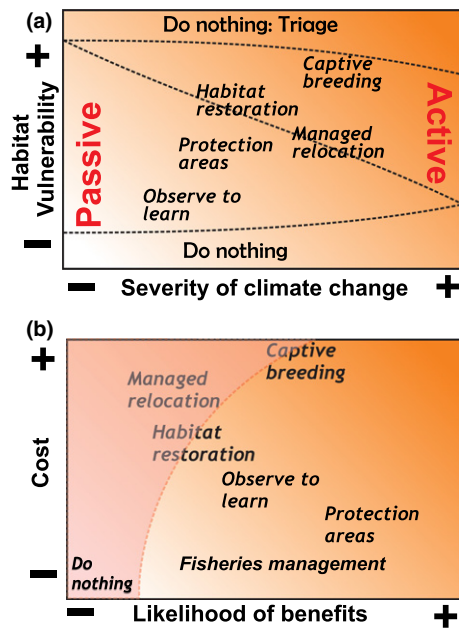 (a)
Do nothing: Triage
Captive
breeding
Habitat
restoration
Managed
relocation
Protection
areas
Observe to
learn
Do nothing
Passive
Active
Habitat
Vulnerability
+
−
− Severity of climate change +
(b)
Captive
breeding
Managed
relocation
Habitat
restoration
Observe to
learn
Protection
areas
Fisheries management
Do
nothing
Cost
+
−
− Likelihood of benefits +